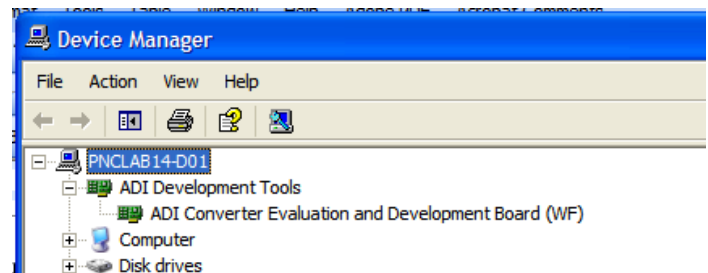 Device Manager
File Action View Help
PNCLAB14-D01
ADI Development Tools
ADI Converter Evaluation and Development Board (WF)
Computer
Disk drives